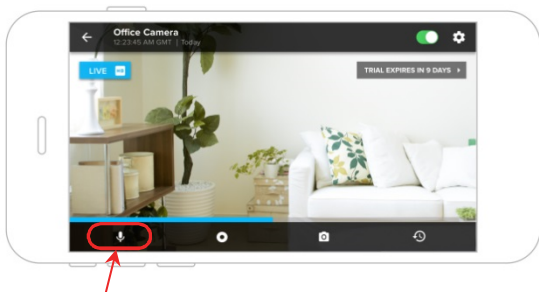 Office Camera
12:23:45 AM GMT | Today
LIVE HD
TRIAL EXPIRES IN 9 DAYS